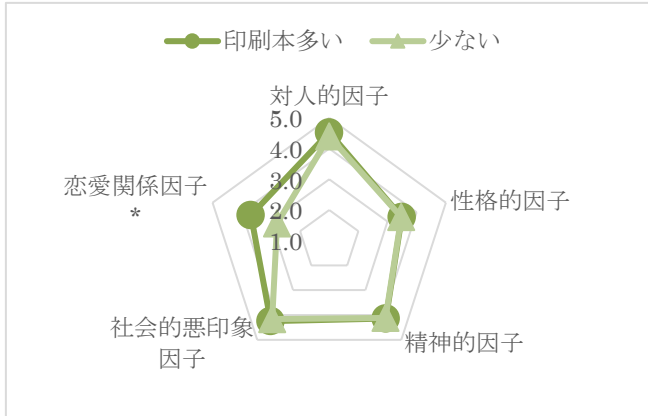 印刷本多い 少ない
対人的因子
5.0
4.0
3.0
2.0
1.0
恋愛関係因子
*
性格的因子
社会的悪印象
因子
精神的因子